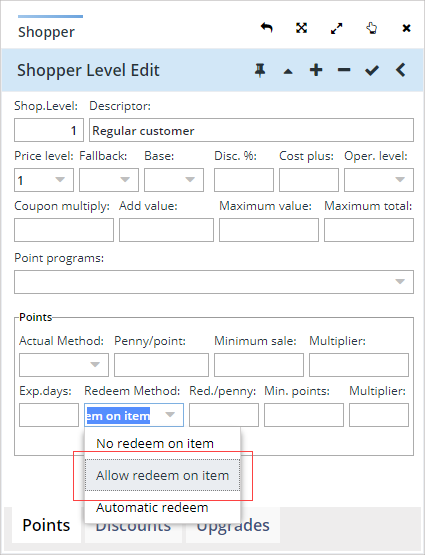 Shopper
Shopper Level Edit
Shop.Level: Descriptor:
1 Regular customer
Price level: Fallback: Base: Disc. %: Cost plus: Oper. level:
1
Coupon multiply: Add value: Maximum value: Maximum total:
Point programs:
Points
Actual Method: Penny/point: Minimum sale: Multiplier:
Exp.days: Redeem Method: Red./penny: Min. points: Multiplier:
em on item
No redeem on item
Allow redeem on item
Automatic redeem
Points Discounts Upgrades